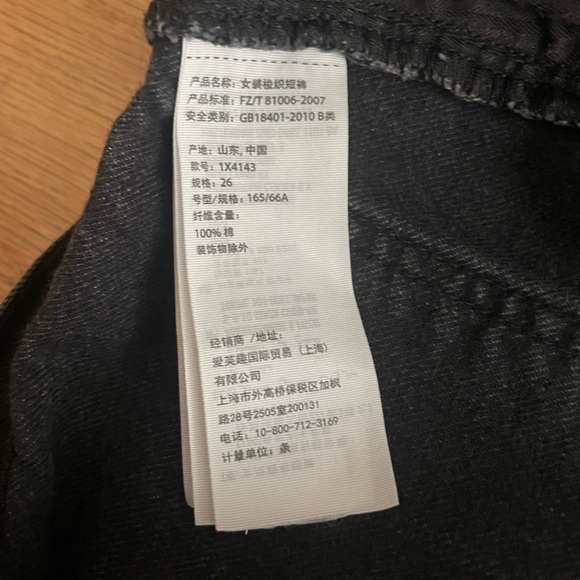 产品名称：女装梭织短裤
产品标准：FZ/T 81006-2007
安全类别：GB18401-2010 B类
产地：山东, 中国
款号：1X4143
规格：26
号型/规格：165/66A
纤维含量：
100% 棉
装饰物除外
经销商 /地址：
爱芙趣国际贸易（上海）
有限公司
上海市外高桥保税区加枫
路28号2505室200131
电话：10-800-712-3169
计量单位：条